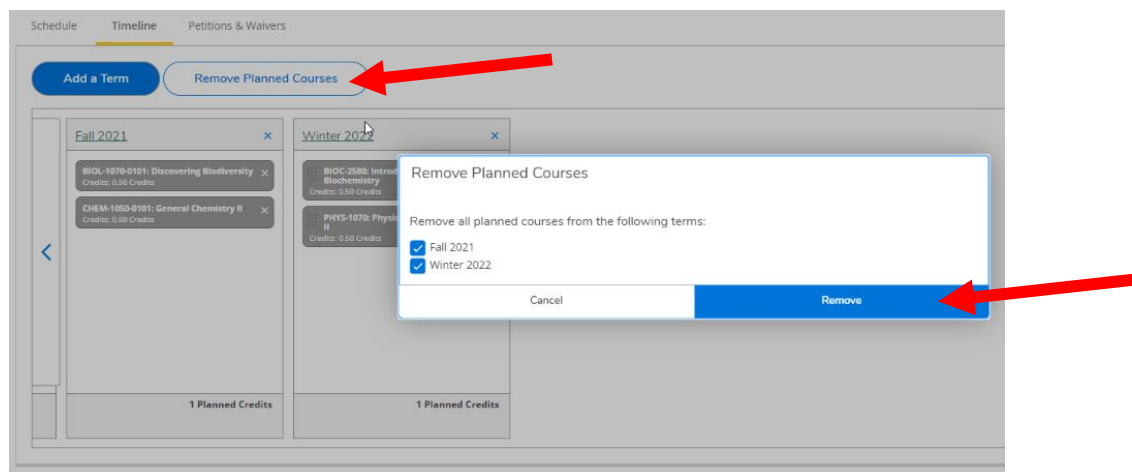 Schedule Timeline Petitions & Waivers
Add a Term Remove Planned Courses
Fall 2021
BIOL-1070-0101: Discovering Biodiversity
Credits: 0.50 Credits
CHEM-1050-0101: General Chemistry II
Credits: 0.50 Credits
1 Planned Credits
Winter 2022
BIOC-2580: Introd
Biochemistry
Credits: 0.50 Credits
PHYS-1070: Physic
II
Credits: 0.50 Credits
1 Planned Credits
Remove Planned Courses
Remove all planned courses from the following terms:
Fall 2021
Winter 2022
Cancel Remove